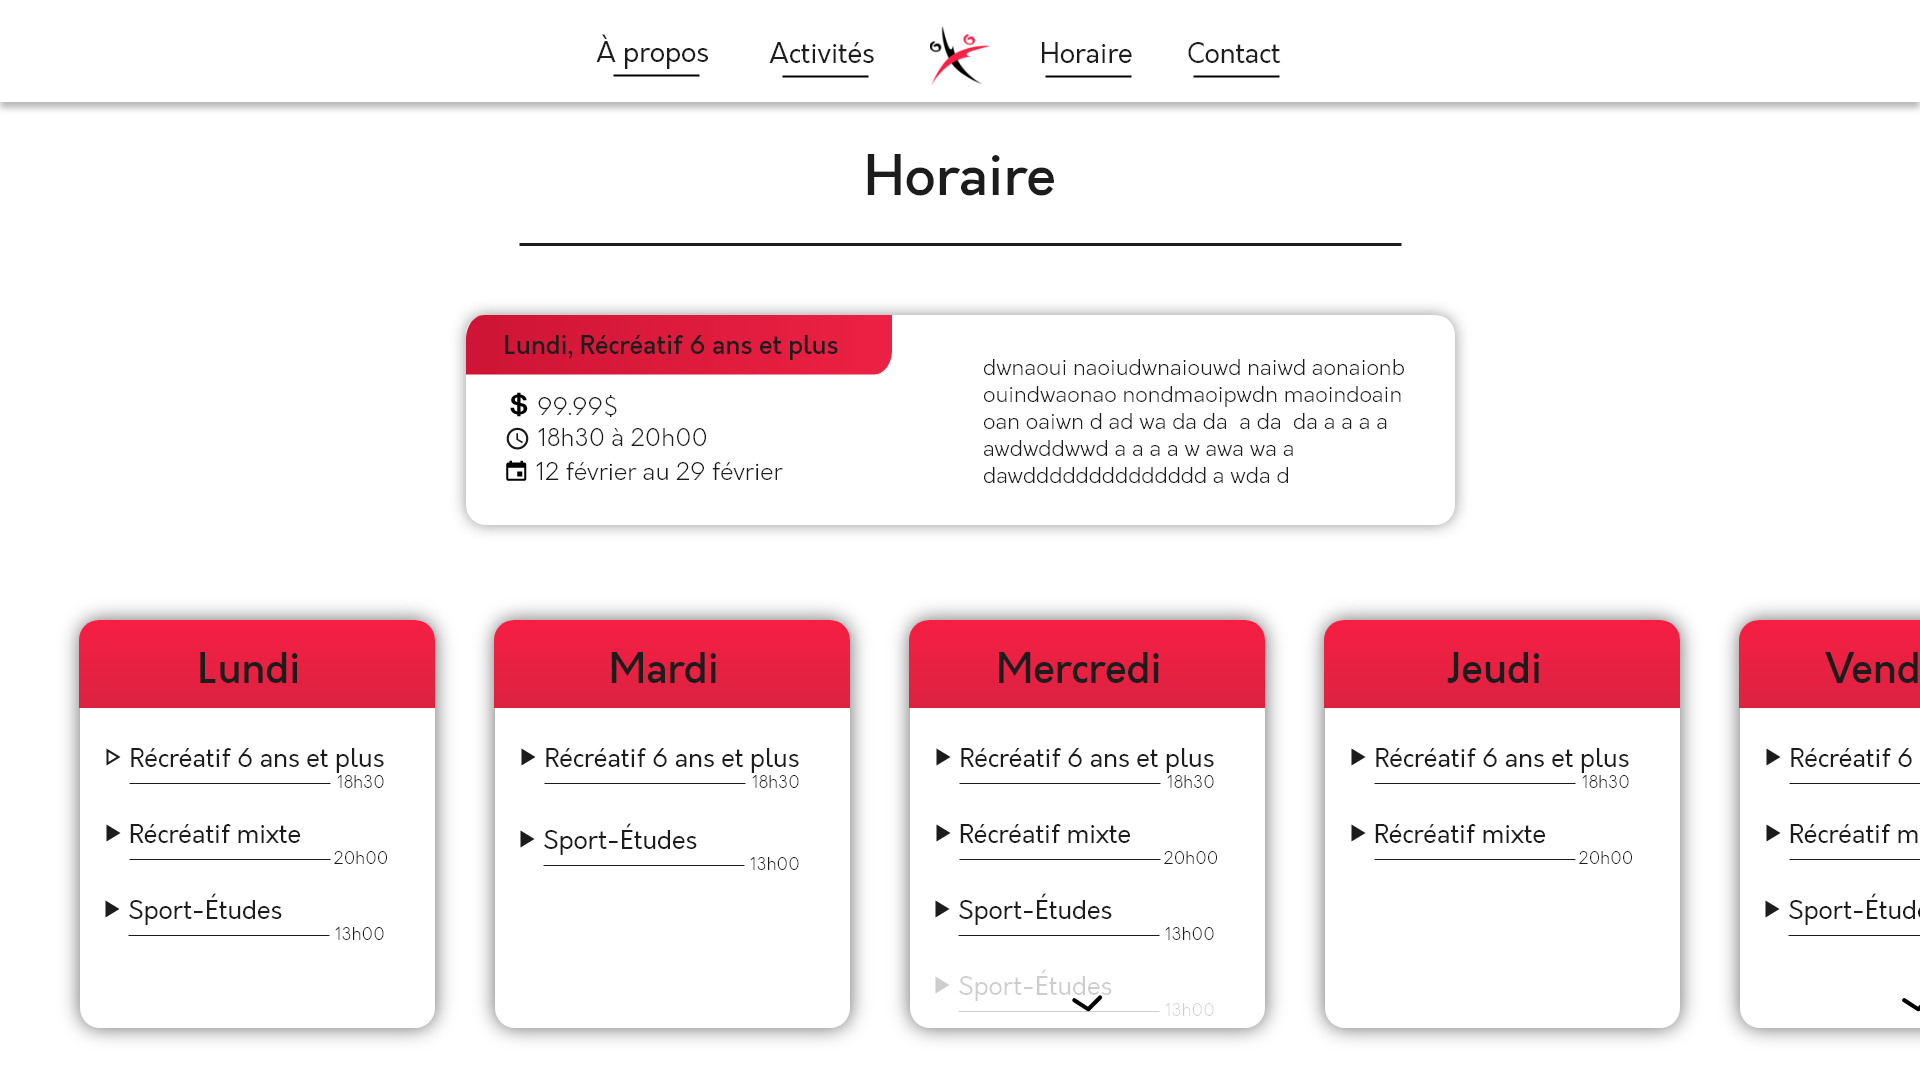 À propos
Activités
Horaire
Contact
Horaire
Lundi, Récréatif 6 ans et plus
$ 99.99$
18h30 à 20h00
12 février au 29 février
dwnaoui naoiudwnaiouwd naiwd aonaionb
ouindwaonao nondmaoipwdn maoindoain
oan oaiwn d ad wa da da  a da  da a a a a
awdwddwwd a a a a w awa wa a
dawdddddddddddddd a wda d
Lundi
Récréatif 6 ans et plus
18h30
Récréatif mixte
20h00
Sport-Études
13h00
Mardi
Récréatif 6 ans et plus
18h30
Sport-Études
13h00
Mercredi
Récréatif 6 ans et plus
18h30
Récréatif mixte
20h00
Sport-Études
13h00
Sport-Études
13h00
Jeudi
Récréatif 6 ans et plus
18h30
Récréatif mixte
20h00
Vend
Récréatif 6
Récréatif m
Sport-Étud